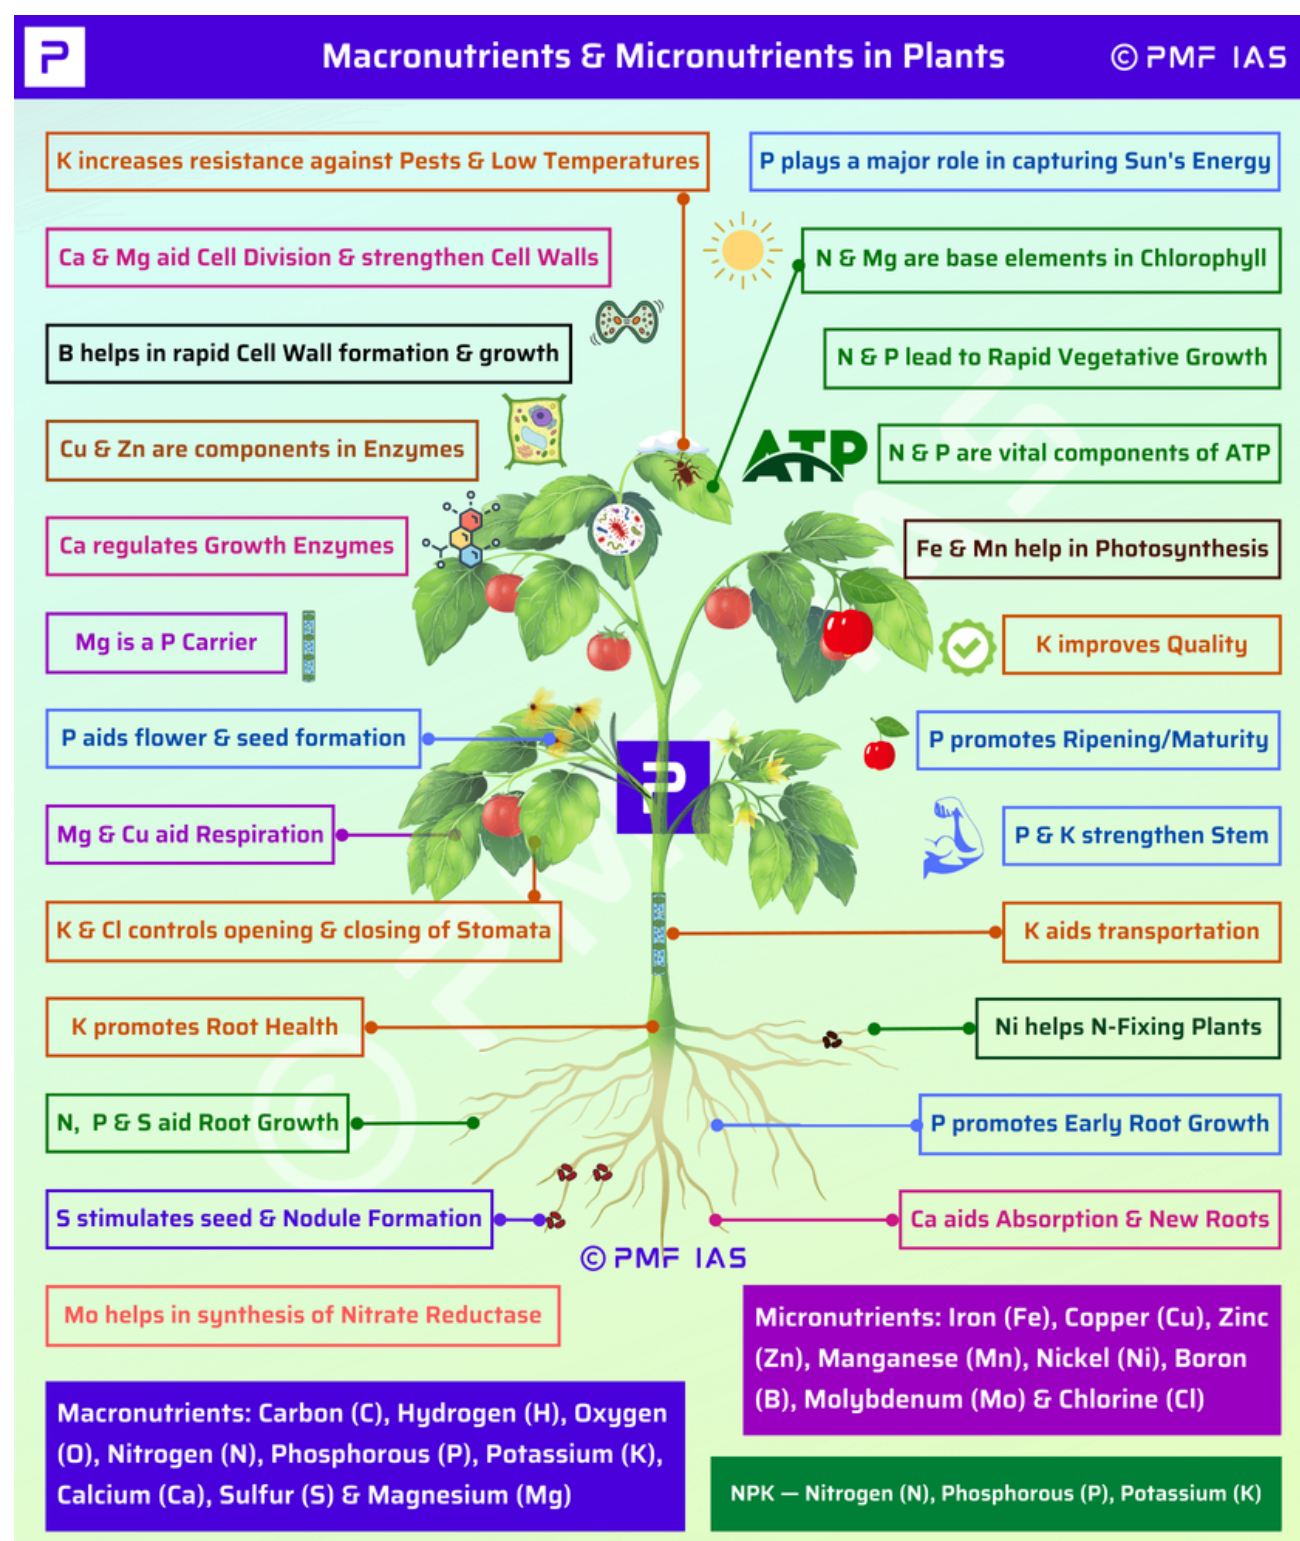 P
Macronutrients & Micronutrients in Plants
© PMF IAS
K increases resistance against Pests & Low Temperatures
P plays a major role in capturing Sun's Energy
Ca & Mg aid Cell Division & strengthen Cell Walls
N & Mg are base elements in Chlorophyll
B helps in rapid Cell Wall formation & growth
N & P lead to Rapid Vegetative Growth
Cu & Zn are components in Enzymes
ATP
N & P are vital components of ATP
Ca regulates Growth Enzymes
Fe & Mn help in Photosynthesis
Mg is a P Carrier
K improves Quality
P aids flower & seed formation
P promotes Ripening/Maturity
P
Mg & Cu aid Respiration
P & K strengthen Stem
K & Cl controls opening & closing of Stomata
K aids transportation
K promotes Root Health
Ni helps N-Fixing Plants
N,  P & S aid Root Growth
P promotes Early Root Growth
S stimulates seed & Nodule Formation
Ca aids Absorption & New Roots
© PMF IAS
© PMF IAS
Mo helps in synthesis of Nitrate Reductase
Micronutrients: Iron (Fe), Copper (Cu), Zinc
(Zn), Manganese (Mn), Nickel (Ni), Boron
(B), Molybdenum (Mo) & Chlorine (Cl)
Macronutrients: Carbon (C), Hydrogen (H), Oxygen
(O), Nitrogen (N), Phosphorous (P), Potassium (K),
Calcium (Ca), Sulfur (S) & Magnesium (Mg)
NPK — Nitrogen (N), Phosphorous (P), Potassium (K)